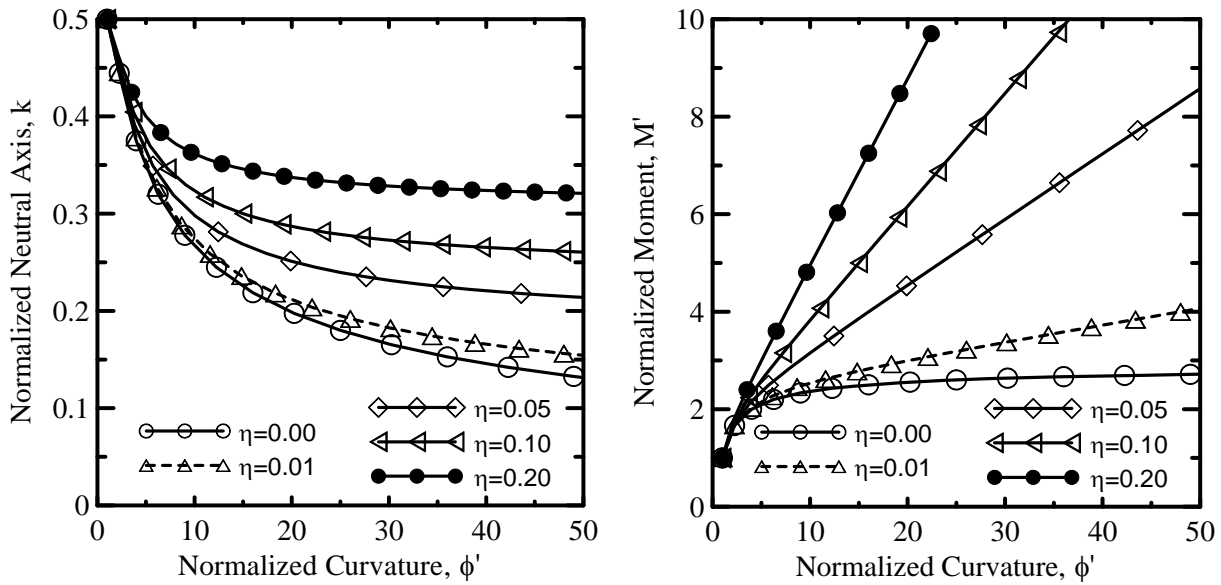 Normalized Neutral Axis, k
0.5
0.4
0.3
0.2
0.1
0
0 10 20 30 40 50
Normalized Curvature, ϕ'
η=0.00
η=0.01
η=0.05
η=0.10
η=0.20
Normalized Moment, M'
10
8
6
4
2
0
0 10 20 30 40 50
Normalized Curvature, ϕ'
η=0.00
η=0.01
η=0.05
η=0.10
η=0.20